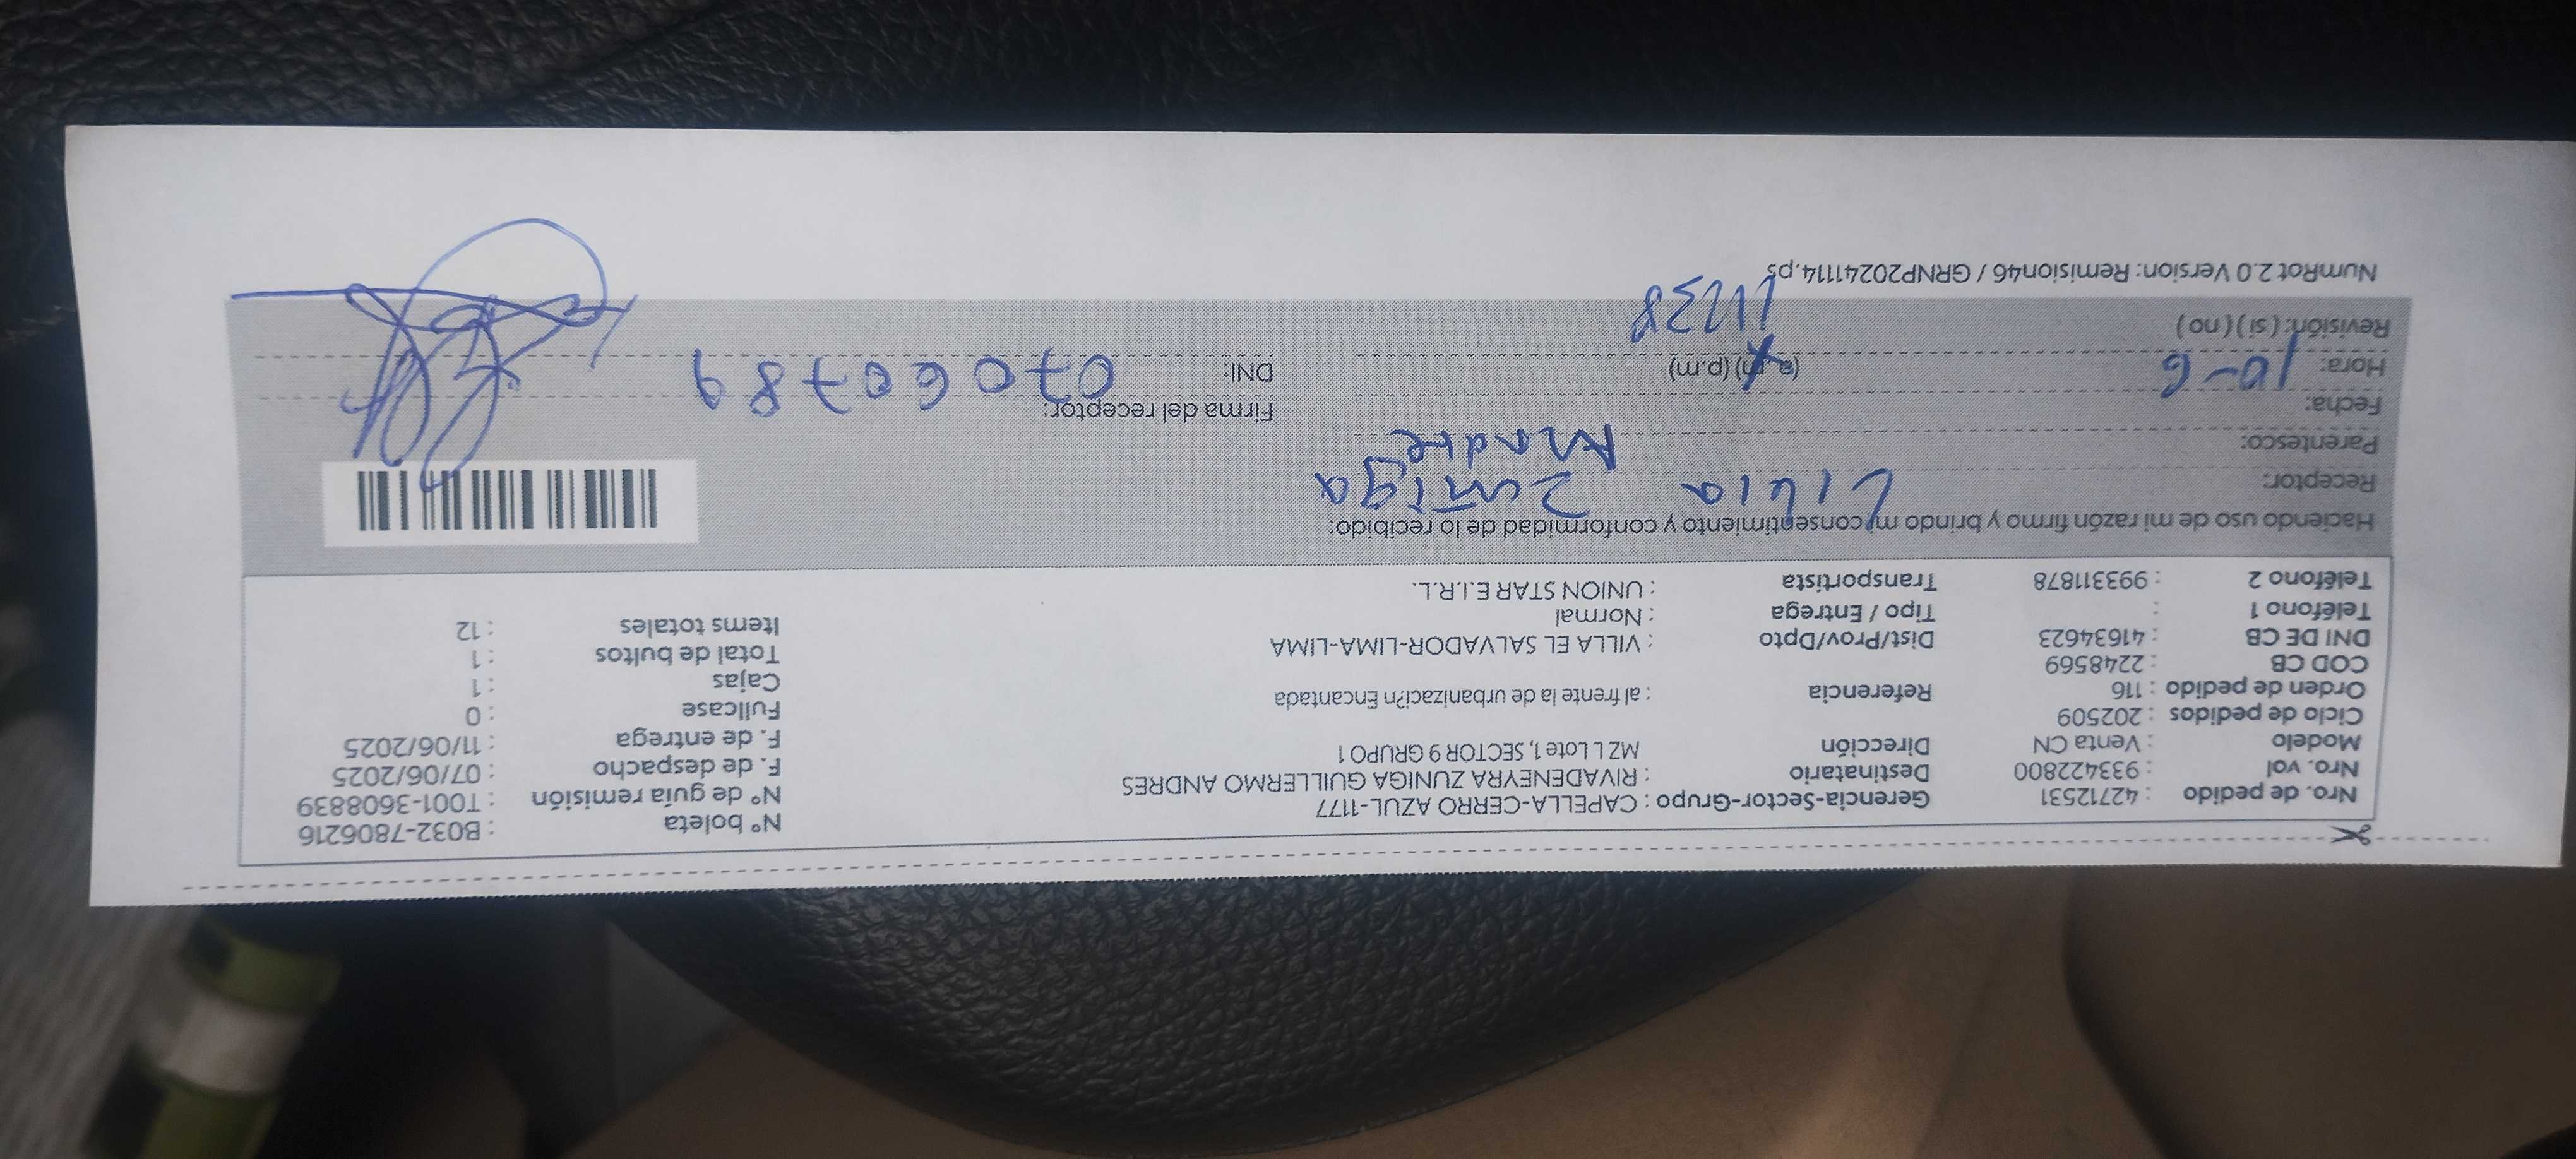 Nro. de pedido : 42712531
Nro. vol : 933422800
Modelo : Venta CN
Ciclo de pedidos : 202509
Orden de pedido : 116
COD CB : 2248569
DNI DE CB : 41634623
Teléfono 1 :
Teléfono 2 : 993311878
Gerencia-Sector-Grupo : CAPELLA-CERRO AZUL-1177
Destinatario : RIVADENEYRA ZUNIGA GUILLERMO ANDRES
Dirección MZ L Lote 1, SECTOR 9 GRUPO 1
Referencia : al frente la de urbanizaci?n Encantada
Dist/Prov/Dpto : VILLA EL SALVADOR-LIMA-LIMA
Tipo / Entrega : Normal
Transportista : UNION STAR E.I.R.L.
N° boleta : B032-7806216
N° de guía remisión : T001-3608839
F. de despacho : 07/06/2025
F. de entrega : 11/06/2025
Fullcase : 0
Cajas : 1
Total de bultos : 1
Items totales : 12
Haciendo uso de mi razón firmo y brindo mi consentimiento y conformidad de lo recibido:
Receptor: Lilia Zuñiga
Parentesco: Madre
Fecha: 10-6
Hora: (a.m) (p.m) 11:38
Revisión: ( si ) ( no )
Firma del receptor:
DNI: 07060789
NumRot 2.0 Version: Remision46 / GRNP20241114.ps